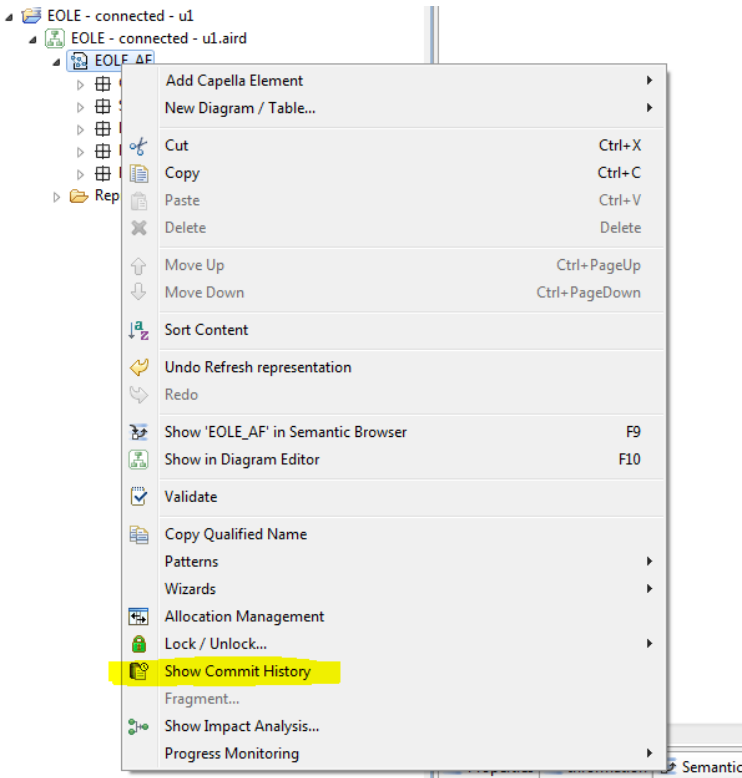 EOLE - connected - u1
EOLE - connected - u1.aird
EOLE_AF
Rep
Add Capella Element
New Diagram / Table...
Cut Ctrl+X
Copy Ctrl+C
Paste Ctrl+V
Delete Delete
Move Up Ctrl+PageUp
Move Down Ctrl+PageDown
Sort Content
Undo Refresh representation
Redo
Show 'EOLE_AF' in Semantic Browser F9
Show in Diagram Editor F10
Validate
Copy Qualified Name
Patterns
Wizards
Allocation Management
Lock / Unlock...
Show Commit History
Fragment...
Show Impact Analysis...
Progress Monitoring
Semantic